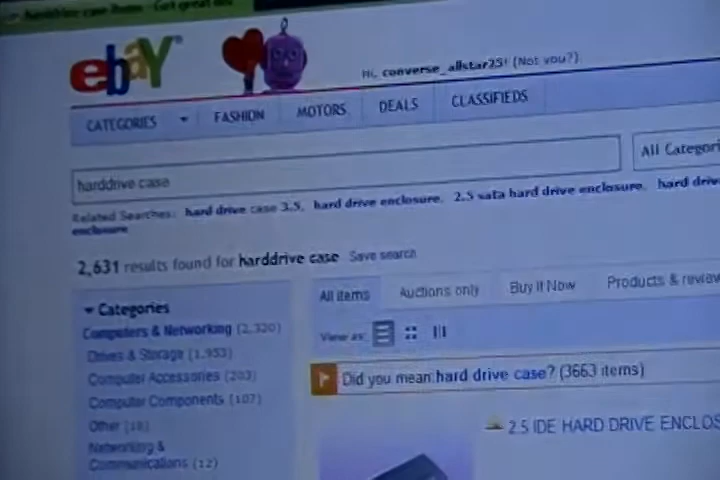 ebay
Hi, converse_allstar25! (Not you?)
CATEGORIES FASHION MOTORS DEALS CLASSIFIEDS
harddrive case
All Categori
Related Searches: hard drive case 3.5, hard drive enclosure, 2.5 sata hard drive enclosure, hard drive
enclosure
2,631 results found for harddrive case Save search
Categories
Computers & Networking (2,320)
Drives & Storage (1,953)
Computer Accessories (203)
Computer Components (107)
Other (18)
Networking &
Communications (12)
All items Auctions only Buy It Now Products & review
View as:
Did you mean hard drive case? (3663 items)
2.5 IDE HARD DRIVE ENCLOS